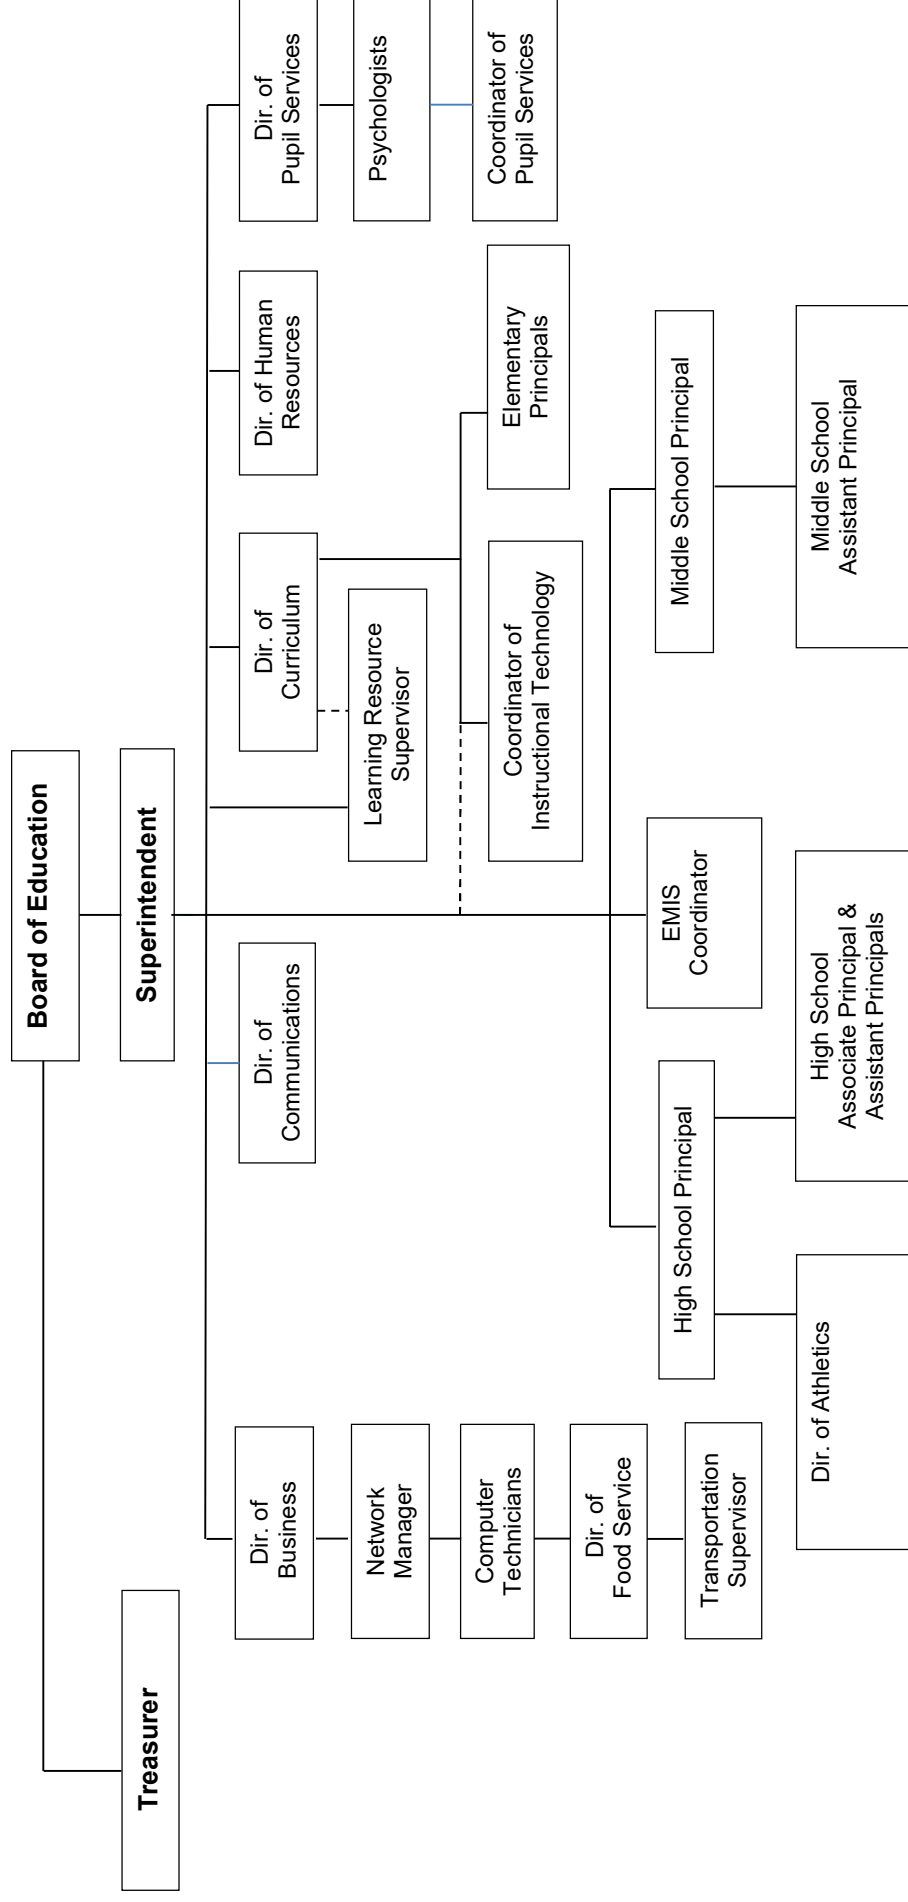 Board of Education
Treasurer
Superintendent
Dir. of
Business
Dir. of
Communications
Dir. of
Curriculum
Dir. of Human
Resources
Dir. of
Pupil Services
Network
Manager
Learning Resource
Supervisor
Psychologists
Computer
Technicians
Coordinator of
Instructional Technology
Elementary
Principals
Coordinator of
Pupil Services
Dir. of
Food Service
Transportation
Supervisor
High School Principal
EMIS
Coordinator
Middle School Principal
Dir. of Athletics
High School
Associate Principal &
Assistant Principals
Middle School
Assistant Principal